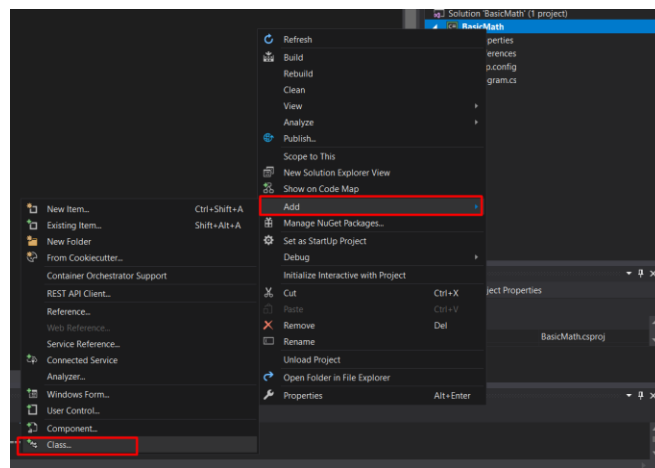 Solution 'BasicMath' (1 project)
BasicMath
perties
erences
p.config
gram.cs
Refresh
Build
Rebuild
Clean
View
Analyze
Publish...
Scope to This
New Solution Explorer View
Show on Code Map
Add
Manage NuGet Packages...
Set as StartUp Project
Debug
Initialize Interactive with Project
Cut Ctrl+X
Paste Ctrl+V
Remove Del
Rename
Unload Project
Open Folder in File Explorer
Properties Alt+Enter
New Item... Ctrl+Shift+A
Existing Item... Shift+Alt+A
New Folder
From Cookiecutter...
Container Orchestrator Support
REST API Client...
Reference...
Web Reference...
Service Reference...
Connected Service
Analyzer...
Windows Form...
User Control...
Component...
Class...
ject Properties
BasicMath.csproj